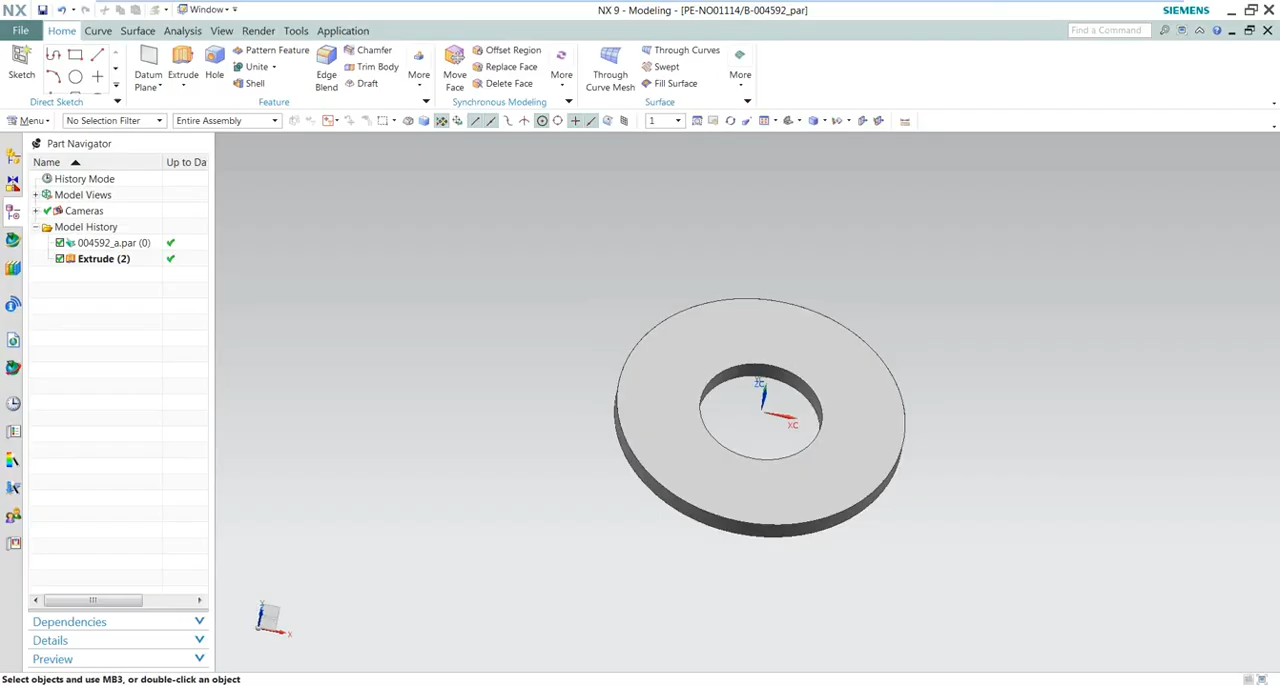 NX Window NX 9 - Modeling - [PE-NO01114/B-004592_par] SIEMENS
File Home Curve Surface Analysis View Render Tools Application Find a Command
Sketch Datum Plane Extrude Hole Pattern Feature Unite Shell Edge Blend Chamfer Trim Body Draft More Move Face Offset Region Replace Face Delete Face More Through Curve Mesh Through Curves Swept Fill Surface More
Direct Sketch Feature Synchronous Modeling Surface
Menu No Selection Filter Entire Assembly 1
Part Navigator
Name Up to Da
History Mode
Model Views
Cameras
Model History
004592_a.par (0)
Extrude (2)
ZC
XC
Z
X
Dependencies
Details
Preview
Select objects and use MB3, or double-click an object